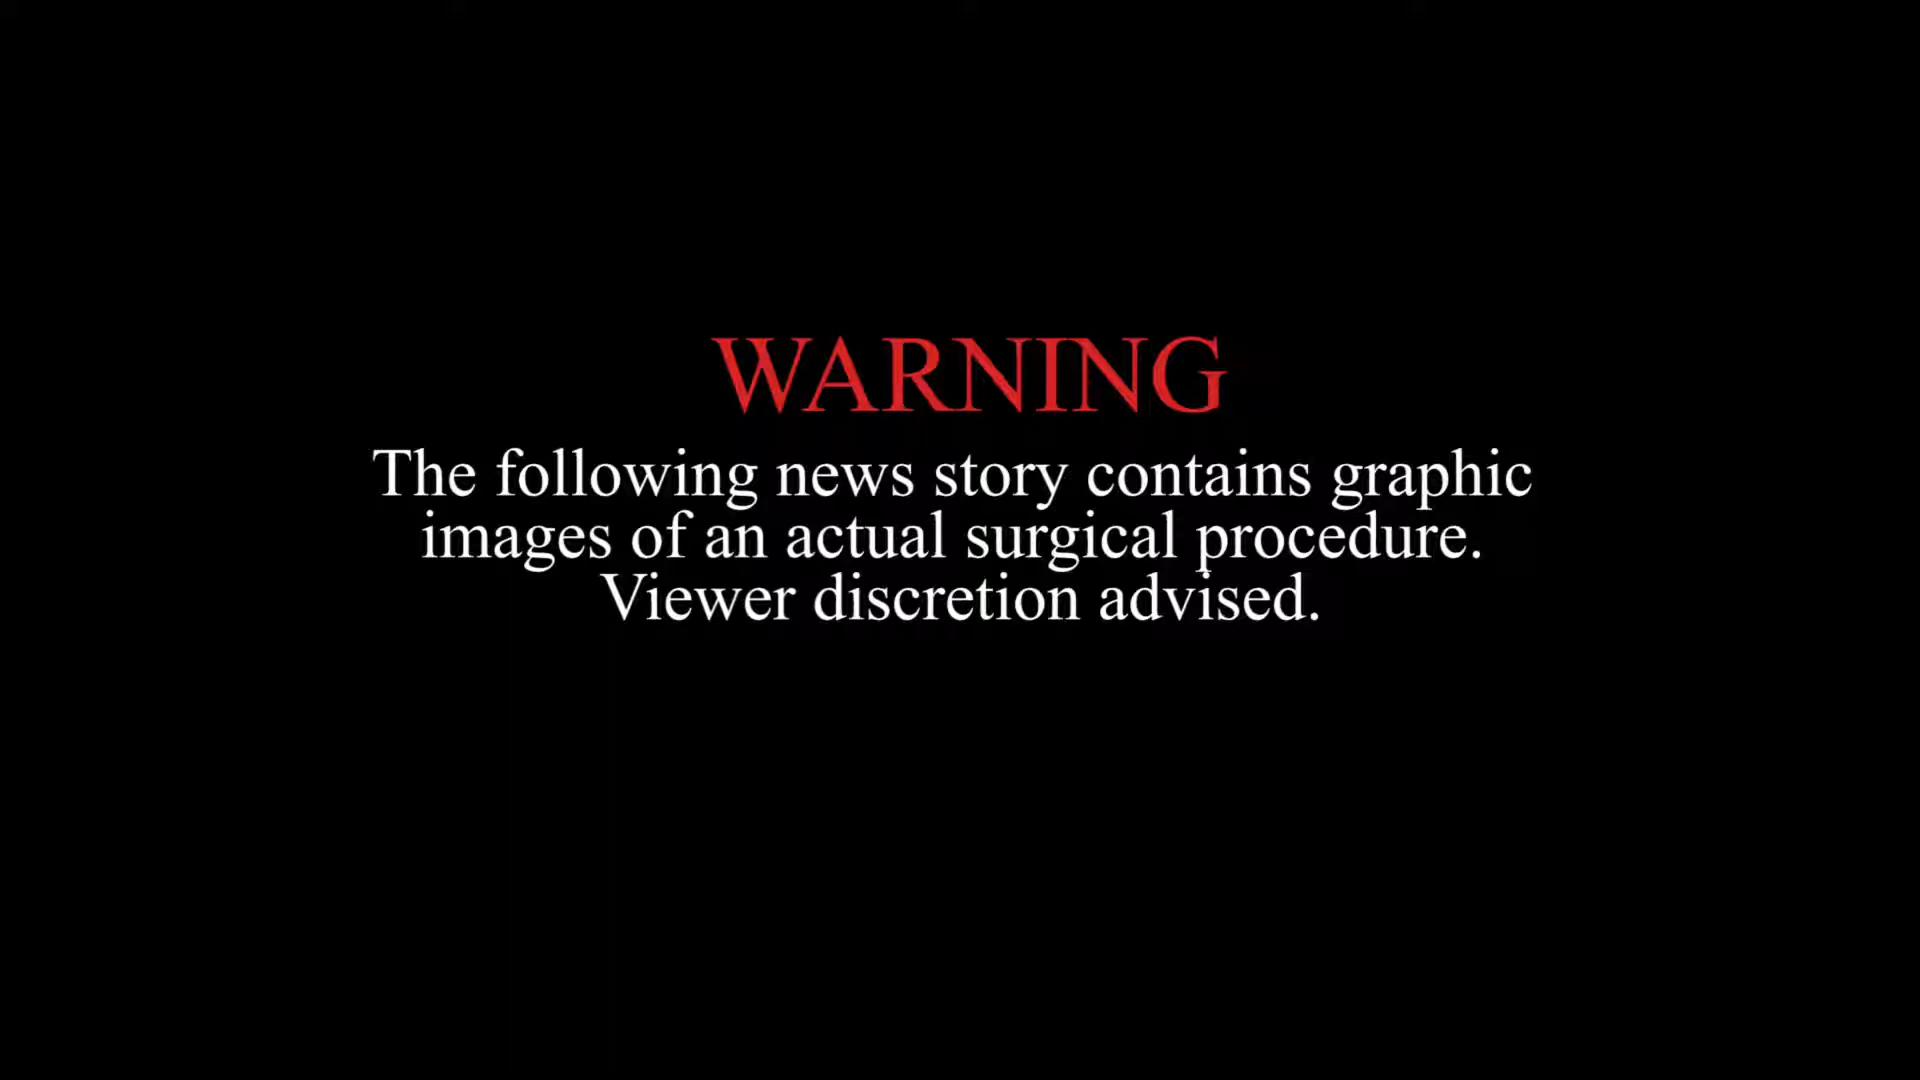 WARNING
The following news story contains graphic
images of an actual surgical procedure.
Viewer discretion advised.